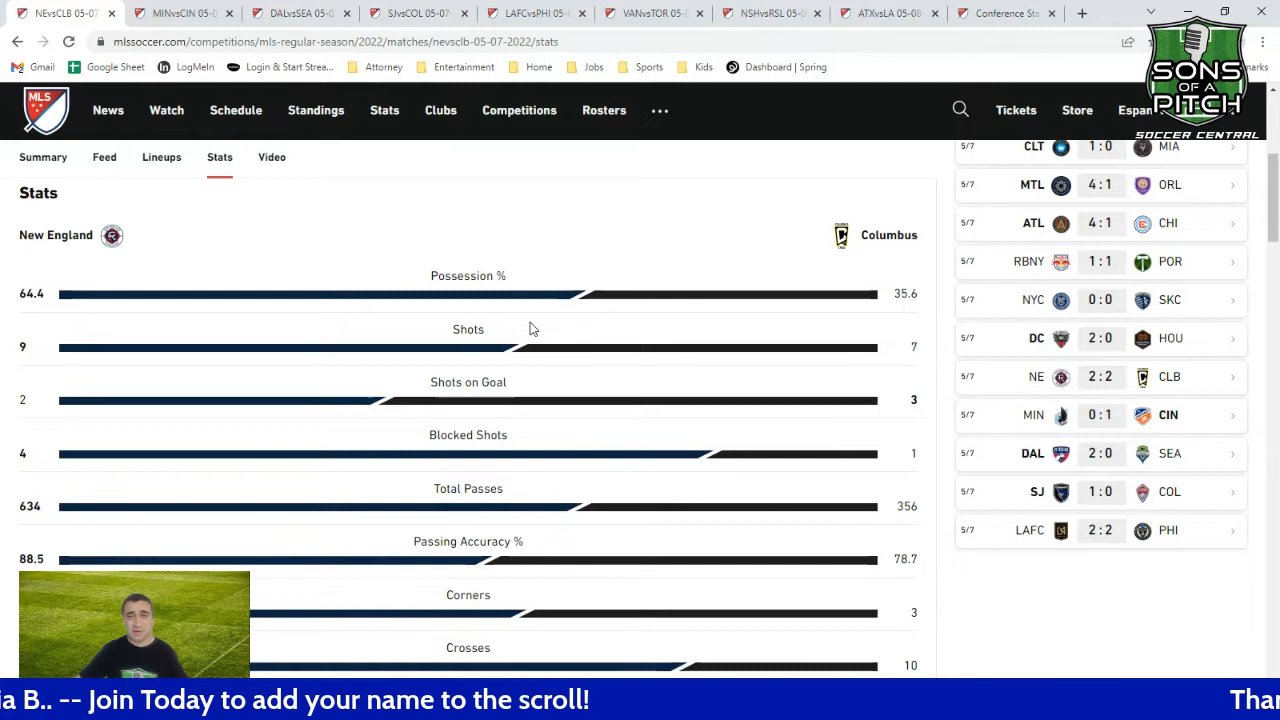 NEvsCLB 05-07 MINvsCIN 05-0 DALvsSEA 05-0 SJvsCOL 05-07- LAFCvsPHI 05-0 VANvsTOR 05-0 NSHvsRSL 05-0 ATXvsLA 05-08 Conference Sta
mlssoccer.com/competitions/mls-regular-season/2022/matches/nevsclb-05-07-2022/stats
Gmail Google Sheet LogMeIn Login & Start Strea... Attorney Entertainment Home Jobs Sports Kids Dashboard | Spring
SONS
OF A
PITCH
SOCCER CENTRAL
MLS News Watch Schedule Standings Stats Clubs Competitions Rosters Tickets Store
Summary Feed Lineups Stats Video
Stats
New England Columbus
Possession %
64.4 35.6
Shots
9 7
Shots on Goal
2 3
Blocked Shots
4 1
Total Passes
634 356
Passing Accuracy %
88.5 78.7
Corners
3
Crosses
10
5/7 CLT 1:0 MIA
5/7 MTL 4:1 ORL
5/7 ATL 4:1 CHI
5/7 RBNY 1:1 POR
5/7 NYC 0:0 SKC
5/7 DC 2:0 HOU
5/7 NE 2:2 CLB
5/7 MIN 0:1 CIN
5/7 DAL 2:0 SEA
5/7 SJ 1:0 COL
5/7 LAFC 2:2 PHI
ia B.. -- Join Today to add your name to the scroll! Than